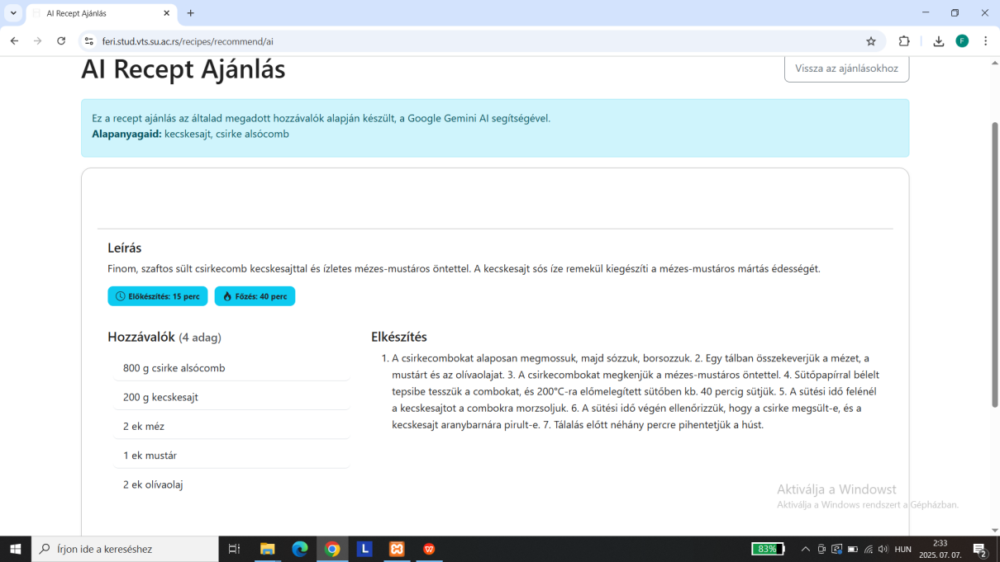 AI Recept Ajánlás
feri.stud.vts.su.ac.rs/recipes/recommend/ai
F
AI Recept Ajánlás
Vissza az ajánlásokhoz
Ez a recept ajánlás az általad megadott hozzávalók alapján készült, a Google Gemini AI segítségével.
Alapanyagaid: kecskesajt, csirke alsócomb
Leírás
Finom, szaftos sült csirkecomb kecskesajttal és ízletes mézes-mustáros öntettel. A kecskesajt sós íze remekül kiegészíti a mézes-mustáros mártás édességét.
Előkészítés: 15 perc
Főzés: 40 perc
Hozzávalók (4 adag)
800 g csirke alsócomb
200 g kecskesajt
2 ek méz
1 ek mustár
2 ek olívaolaj
Elkészítés
1. A csirkecombokat alaposan megmossuk, majd sózzuk, borsozzuk. 2. Egy tálban összekeverjük a mézet, a
mustárt és az olívaolajat. 3. A csirkecombokat megkenjük a mézes-mustáros öntettel. 4. Sütőpapírral bélelt
tepsibe tesszük a combokat, és 200°C-ra előmelegített sütőben kb. 40 percig sütjük. 5. A sütési idő felénél
a kecskesajtot a combokra morzsoljuk. 6. A sütési idő végén ellenőrizzük, hogy a csirke megsült-e, és a
kecskesajt aranybarnára pirult-e. 7. Tálalás előtt néhány percre pihentetjük a húst.
Aktiválja a Windowst
Aktiválja a Windows rendszert a Gépházban.
Írjon ide a kereséshez
L
83%
HUN
2:33
2025. 07. 07.
2